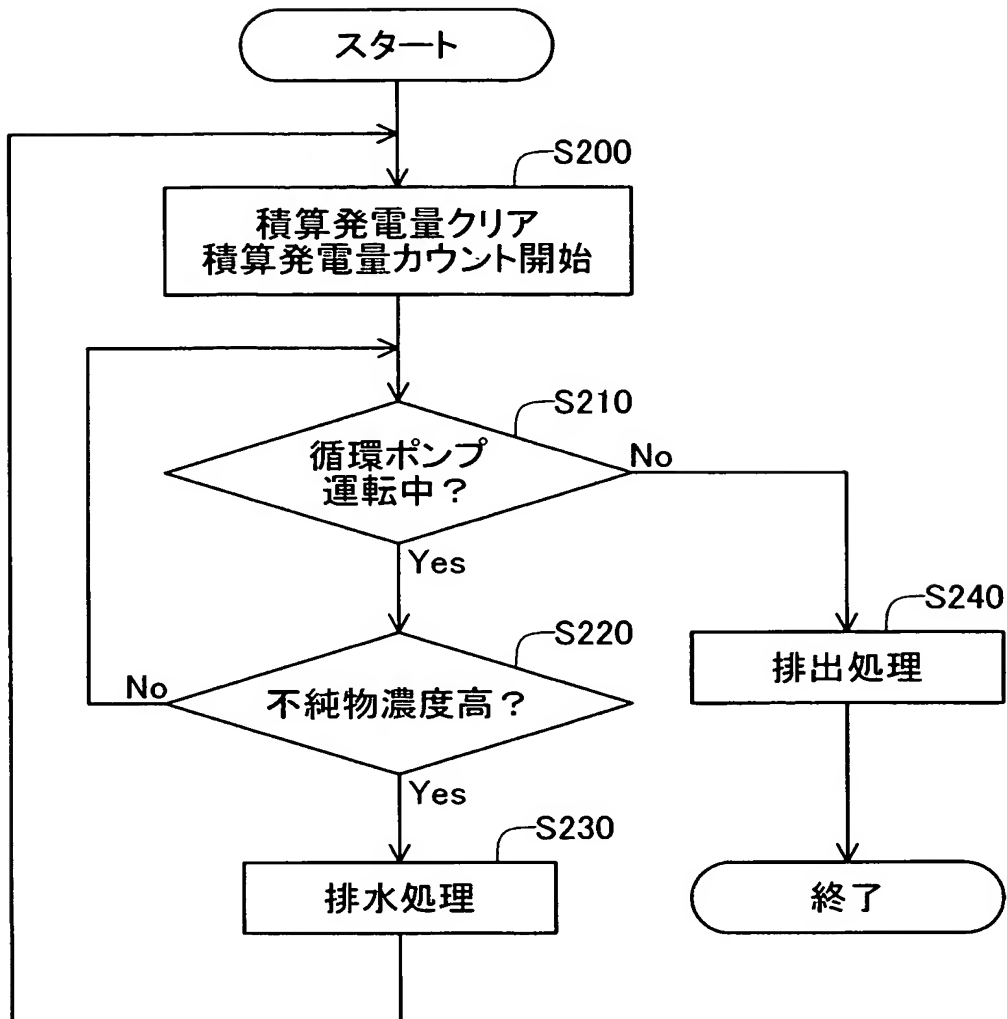 スタート
S200
積算発電量クリア
積算発電量カウント開始
S210
循環ポンプ
運転中？
No
Yes
S220
不純物濃度高？
No
Yes
S240
排出処理
S230
排水処理
終了